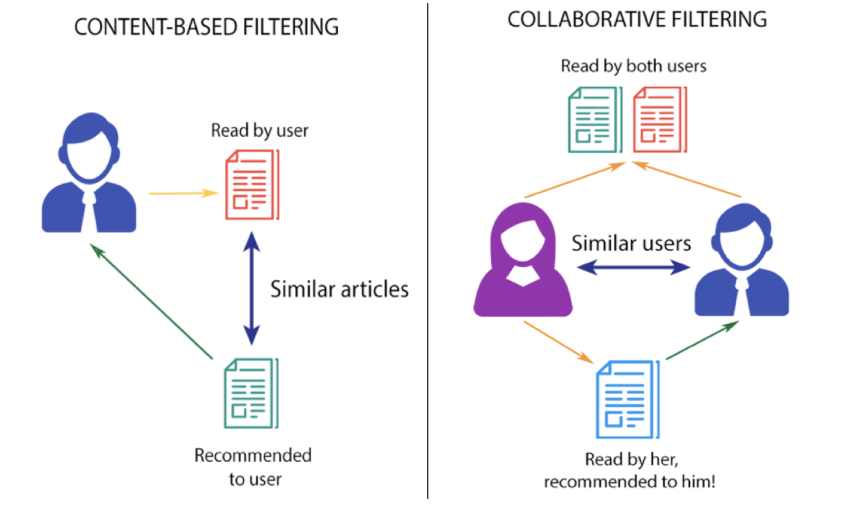 CONTENT-BASED FILTERING
Read by user
Similar articles
Recommended
to user
COLLABORATIVE FILTERING
Read by both users
Similar users
Read by her,
recommended to him!